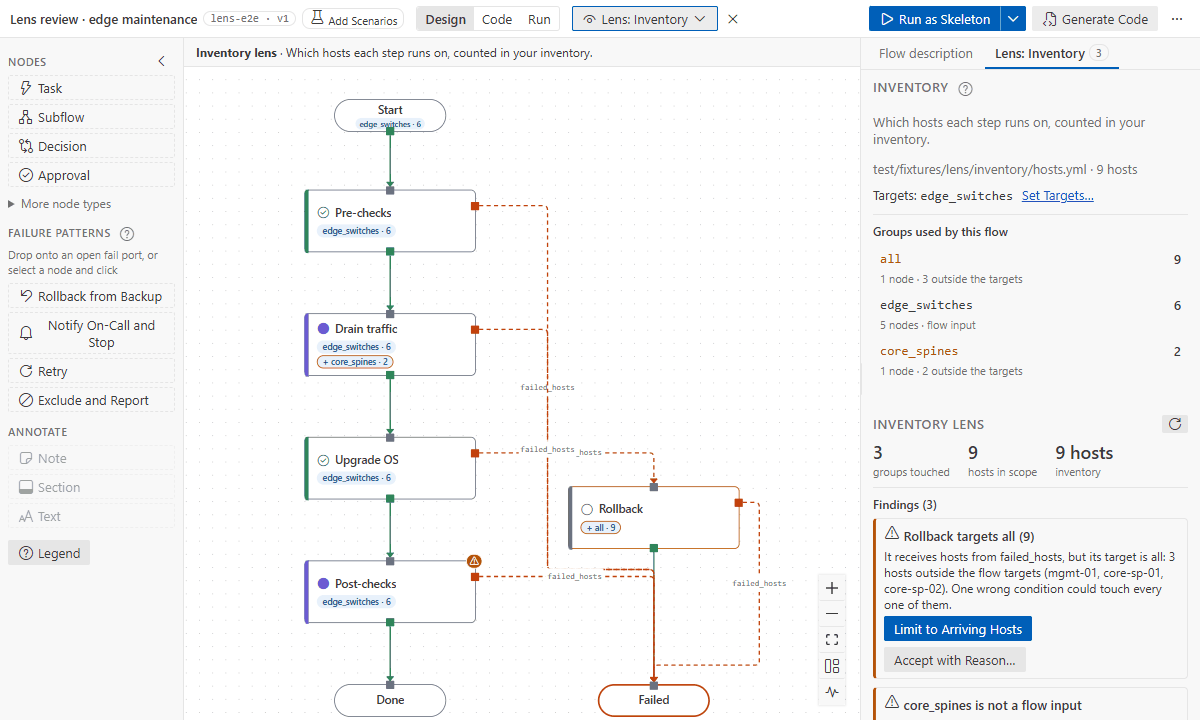 Lens review · edge maintenance
lens-e2e · v1
Add Scenarios
Design
Code
Run
Lens: Inventory
Run as Skeleton
Generate Code
NODES
Task
Subflow
Decision
Approval
More node types
FAILURE PATTERNS
Drop onto an open fail port, or
select a node and click
Rollback from Backup
Notify On-Call and
Stop
Retry
Exclude and Report
ANNOTATE
Note
Section
Text
Legend
Inventory lens · Which hosts each step runs on, counted in your inventory.
Start
edge_switches · 6
Pre-checks
edge_switches · 6
Drain traffic
edge_switches · 6
+ core_spines · 2
failed_hosts
Upgrade OS
edge_switches · 6
failed_hosts
_hosts
Rollback
+ all · 9
Post-checks
edge_switches · 6
failed_hosts
failed_hosts
Done
Failed
Flow description
Lens: Inventory 3
INVENTORY
Which hosts each step runs on, counted in your
inventory.
test/fixtures/lens/inventory/hosts.yml · 9 hosts
Targets: edge_switches Set Targets...
Groups used by this flow
all 9
1 node · 3 outside the targets
edge_switches 6
5 nodes · flow input
core_spines 2
1 node · 2 outside the targets
INVENTORY LENS
3 9 9 hosts
groups touched hosts in scope inventory
Findings (3)
Rollback targets all (9)
It receives hosts from failed_hosts, but its target is all: 3
hosts outside the flow targets (mgmt-01, core-sp-01,
core-sp-02). One wrong condition could touch every
one of them.
Limit to Arriving Hosts
Accept with Reason...
core_spines is not a flow input